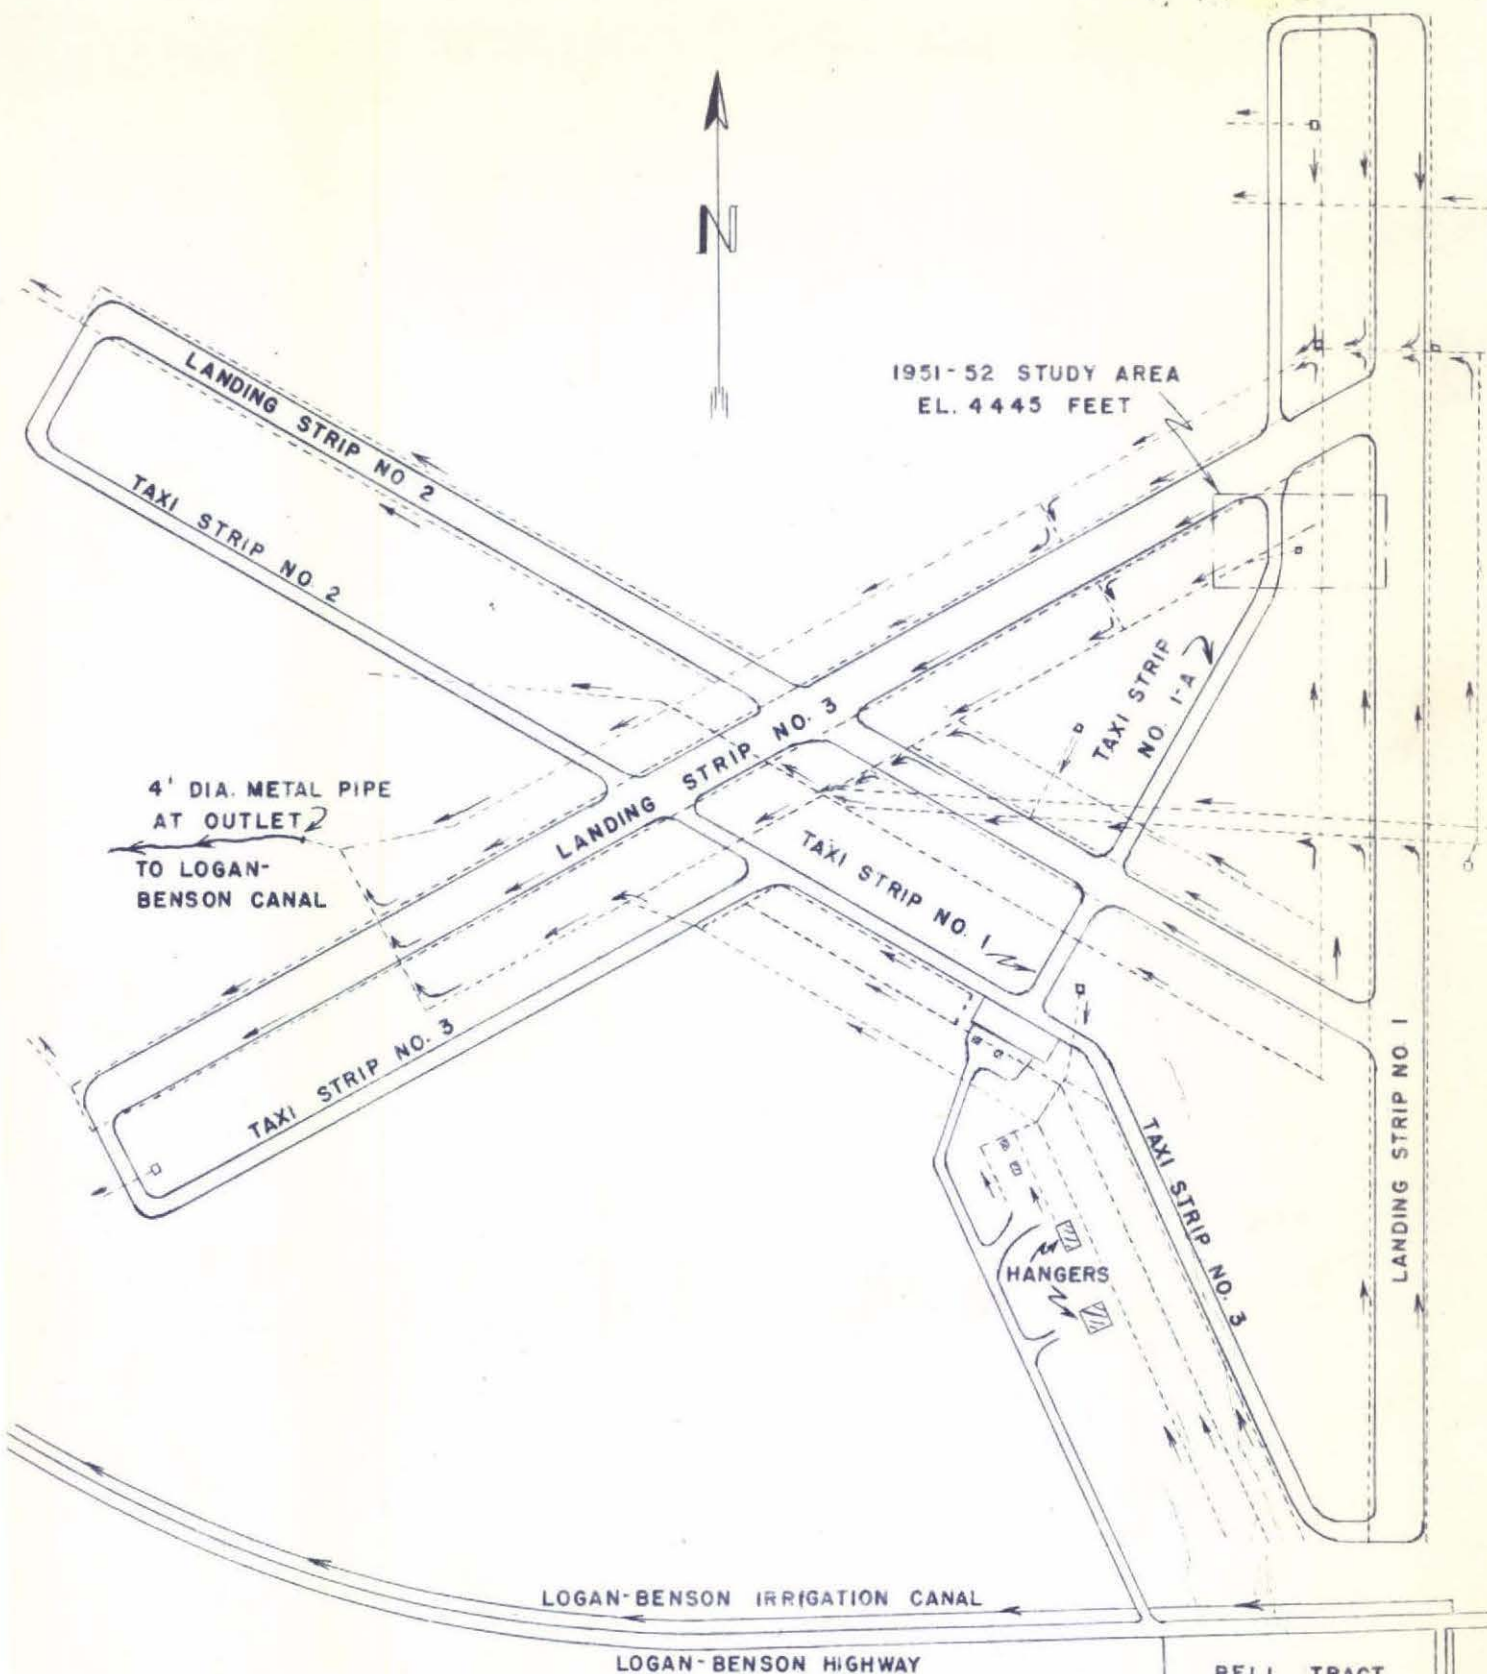 N
1951-52 STUDY AREA
EL. 4445 FEET
LANDING STRIP NO 2
TAXI STRIP NO. 2
TAXI STRIP
NO. 1-A
LANDING STRIP NO. 3
4' DIA. METAL PIPE
AT OUTLET
TO LOGAN-
BENSON CANAL
TAXI STRIP NO. 1
TAXI STRIP NO. 3
LANDING STRIP NO. 1
TAXI STRIP NO. 3
HANGERS
LOGAN-BENSON IRRIGATION CANAL
LOGAN-BENSON HIGHWAY
BELL TRACT